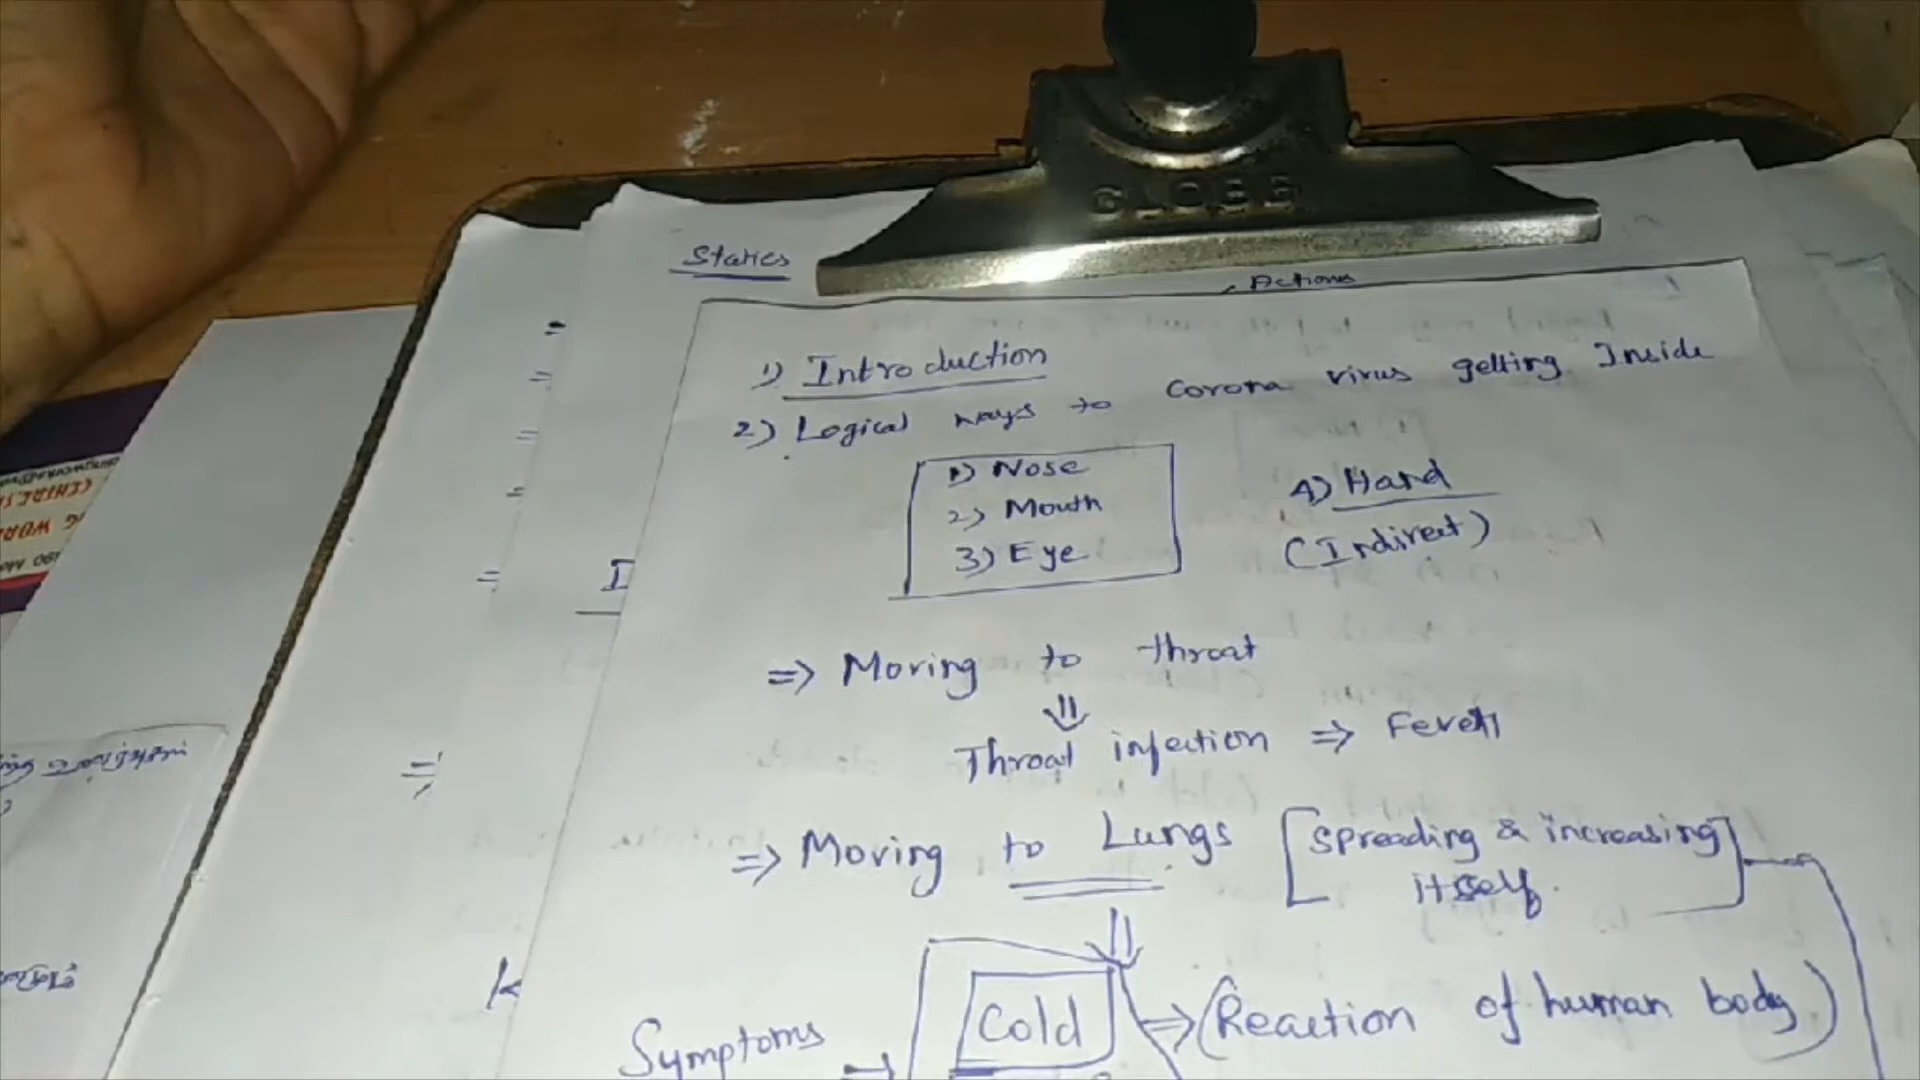 GLOBE
Statics
Actions
1) Introduction
2) Logical ways to Corona virus getting Inside
1) Nose
2) Mouth
3) Eye
4) Hand
(Indirect)
=> Moving to throat
⇓
Throat infection => Fever
=> Moving to Lungs [spreading & increasing itself]
⇓
Symptoms → Cold => (Reaction of human body)